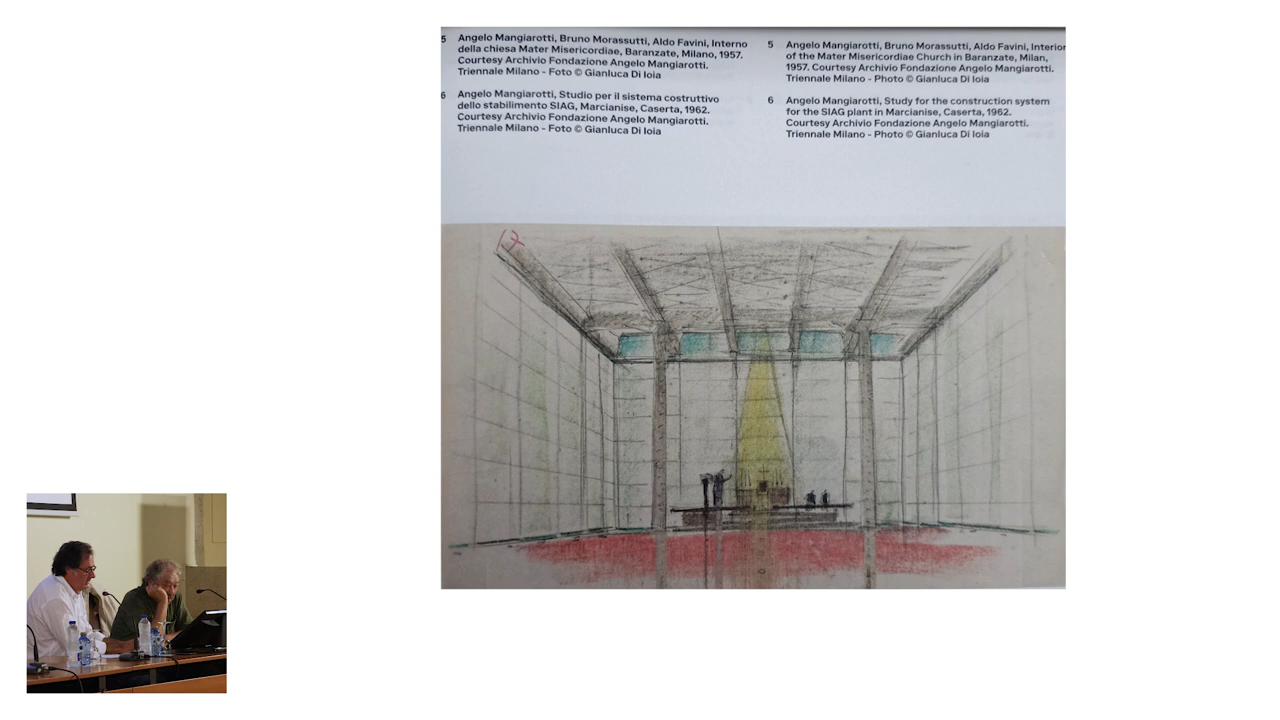 5 Angelo Mangiarotti, Bruno Morassutti, Aldo Favini, Interno
della chiesa Mater Misericordiae, Baranzate, Milano, 1957.
Courtesy Archivio Fondazione Angelo Mangiarotti.
Triennale Milano - Foto © Gianluca Di Ioia
6 Angelo Mangiarotti, Studio per il sistema costruttivo
dello stabilimento SIAG, Marcianise, Caserta, 1962.
Courtesy Archivio Fondazione Angelo Mangiarotti.
Triennale Milano - Foto © Gianluca Di Ioia
5 Angelo Mangiarotti, Bruno Morassutti, Aldo Favini, Interior
of the Mater Misericordiae Church in Baranzate, Milan,
1957. Courtesy Archivio Fondazione Angelo Mangiarotti.
Triennale Milano - Photo © Gianluca Di Ioia
6 Angelo Mangiarotti, Study for the construction system
for the SIAG plant in Marcianise, Caserta, 1962.
Courtesy Archivio Fondazione Angelo Mangiarotti.
Triennale Milano - Photo © Gianluca Di Ioia
17